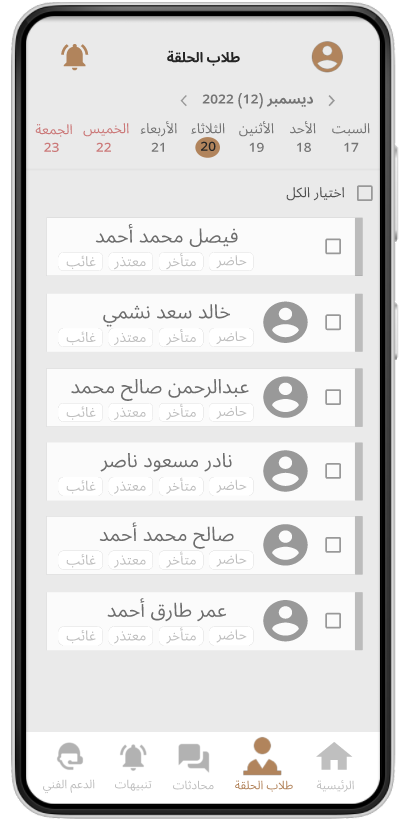 طلاب الحلقة
ديسمبر (12) 2022
السبت الأحد الأثنين الثلاثاء الأربعاء الخميس الجمعة
17 18 19 20 21 22 23
اختيار الكل
فيصل محمد أحمد
حاضر متأخر معتذر غائب
خالد سعد نشمي
حاضر متأخر معتذر غائب
عبدالرحمن صالح محمد
حاضر متأخر معتذر غائب
نادر مسعود ناصر
حاضر متأخر معتذر غائب
صالح محمد أحمد
حاضر متأخر معتذر غائب
عمر طارق أحمد
حاضر متأخر معتذر غائب
الرئيسية طلاب الحلقة محادثات تنبيهات الدعم الفني